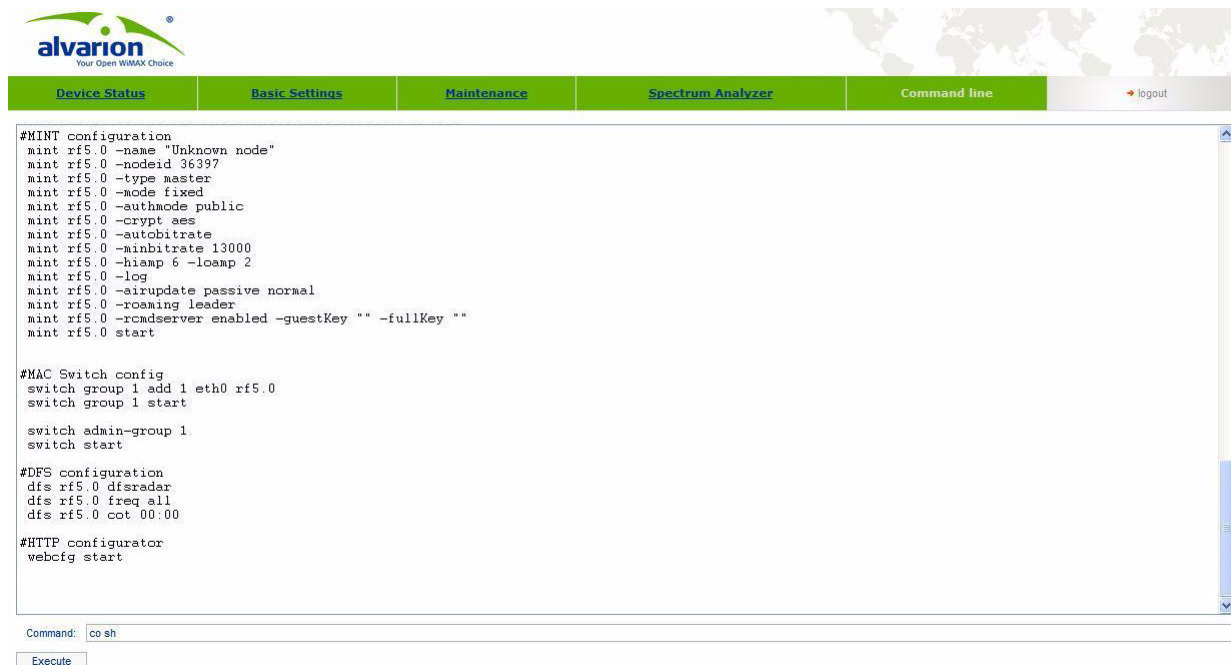 ®
alvarion
Your Open WiMAX Choice
Device Status Basic Settings Maintenance Spectrum Analyzer Command line logout
#MINT configuration
mint rf5.0 -name "Unknown node"
mint rf5.0 -nodeid 36397
mint rf5.0 -type master
mint rf5.0 -mode fixed
mint rf5.0 -authmode public
mint rf5.0 -crypt aes
mint rf5.0 -autobitrate
mint rf5.0 -minbitrate 13000
mint rf5.0 -hiamp 6 -loamp 2
mint rf5.0 -log
mint rf5.0 -airupdate passive normal
mint rf5.0 -roaming leader
mint rf5.0 -rcmdserver enabled -guestKey "" -fullKey ""
mint rf5.0 start
#MAC Switch config
switch group 1 add 1 eth0 rf5.0
switch group 1 start
switch admin-group 1
switch start
#DFS configuration
dfs rf5.0 dfsradar
dfs rf5.0 freq all
dfs rf5.0 cot 00:00
#HTTP configurator
webcfg start
Command: co sh
Execute